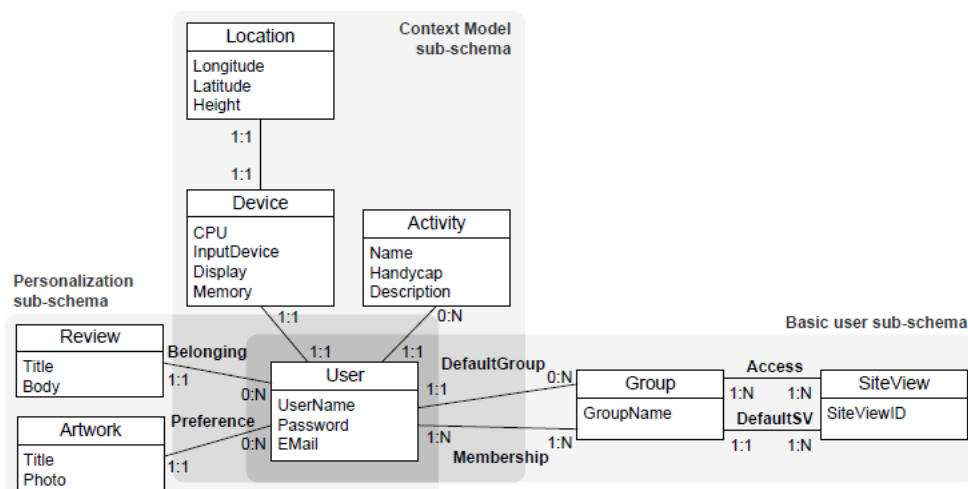 Location
Longitude
Latitude
Height
Context Model
sub-schema
1:1
1:1
Device
CPU
InputDevice
Display
Memory
Activity
Name
Handycap
Description
Personalization
sub-schema
1:1
0:N
Basic user sub-schema
Review
Title
Body
Belonging
1:1
0:N
1:1
1:1
User
UserName
Password
EMail
DefaultGroup
1:1
0:N
Group
GroupName
Access
1:N
1:N
SiteView
SiteViewID
DefaultSV
1:1
1:N
Artwork
Title
Photo
Preference
1:1
0:N
1:N
1:N
Membership